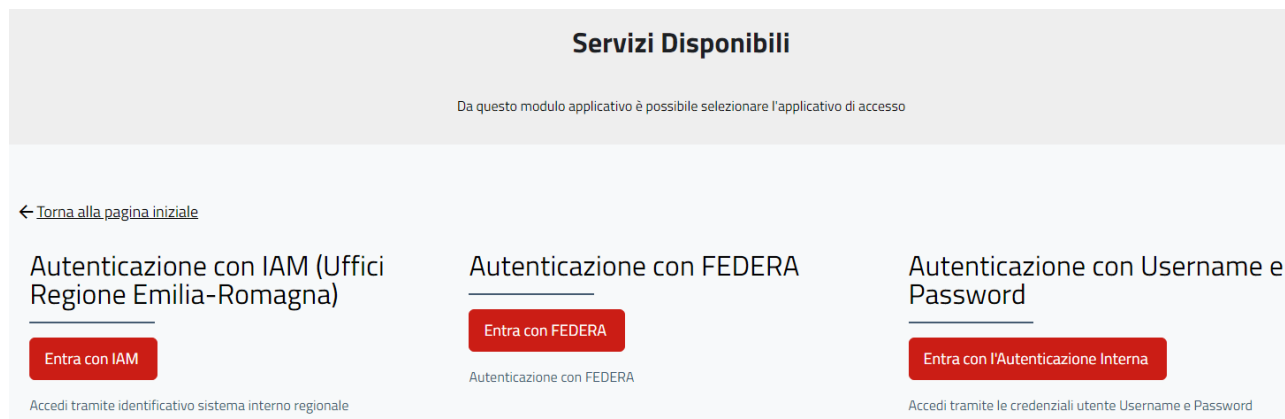 Servizi Disponibili
Da questo modulo applicativo è possibile selezionare l'applicativo di accesso
Torna alla pagina iniziale
Autenticazione con IAM (Uffici
Regione Emilia-Romagna)
Entra con IAM
Accedi tramite identificativo sistema interno regionale
Autenticazione con FEDERA
Entra con FEDERA
Autenticazione con FEDERA
Autenticazione con Username e
Password
Entra con l'Autenticazione Interna
Accedi tramite le credenziali utente Username e Password